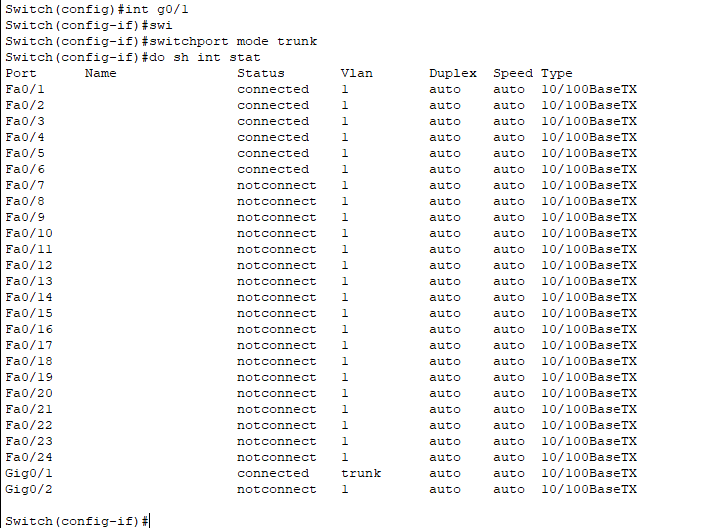 Switch(config)#int g0/1
Switch(config-if)#swi
Switch(config-if)#switchport mode trunk
Switch(config-if)#do sh int stat
Port      Name               Status       Vlan       Duplex  Speed Type
Fa0/1                        connected    1          auto    auto  10/100BaseTX
Fa0/2                        connected    1          auto    auto  10/100BaseTX
Fa0/3                        connected    1          auto    auto  10/100BaseTX
Fa0/4                        connected    1          auto    auto  10/100BaseTX
Fa0/5                        connected    1          auto    auto  10/100BaseTX
Fa0/6                        connected    1          auto    auto  10/100BaseTX
Fa0/7                        notconnect   1          auto    auto  10/100BaseTX
Fa0/8                        notconnect   1          auto    auto  10/100BaseTX
Fa0/9                        notconnect   1          auto    auto  10/100BaseTX
Fa0/10                       notconnect   1          auto    auto  10/100BaseTX
Fa0/11                       notconnect   1          auto    auto  10/100BaseTX
Fa0/12                       notconnect   1          auto    auto  10/100BaseTX
Fa0/13                       notconnect   1          auto    auto  10/100BaseTX
Fa0/14                       notconnect   1          auto    auto  10/100BaseTX
Fa0/15                       notconnect   1          auto    auto  10/100BaseTX
Fa0/16                       notconnect   1          auto    auto  10/100BaseTX
Fa0/17                       notconnect   1          auto    auto  10/100BaseTX
Fa0/18                       notconnect   1          auto    auto  10/100BaseTX
Fa0/19                       notconnect   1          auto    auto  10/100BaseTX
Fa0/20                       notconnect   1          auto    auto  10/100BaseTX
Fa0/21                       notconnect   1          auto    auto  10/100BaseTX
Fa0/22                       notconnect   1          auto    auto  10/100BaseTX
Fa0/23                       notconnect   1          auto    auto  10/100BaseTX
Fa0/24                       notconnect   1          auto    auto  10/100BaseTX
Gig0/1                       connected    trunk      auto    auto  10/100BaseTX
Gig0/2                       notconnect   1          auto    auto  10/100BaseTX
Switch(config-if)#